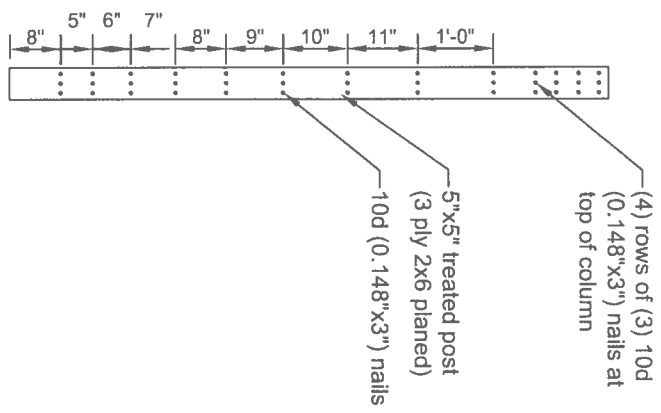 8" 5" 6" 7" 8" 9" 10" 11" 1'-0"
(4) rows of (3) 10d
(0.148"x3") nails at
top of column
5"x5" treated post
(3 ply 2x6 planed)
10d (0.148"x3") nails